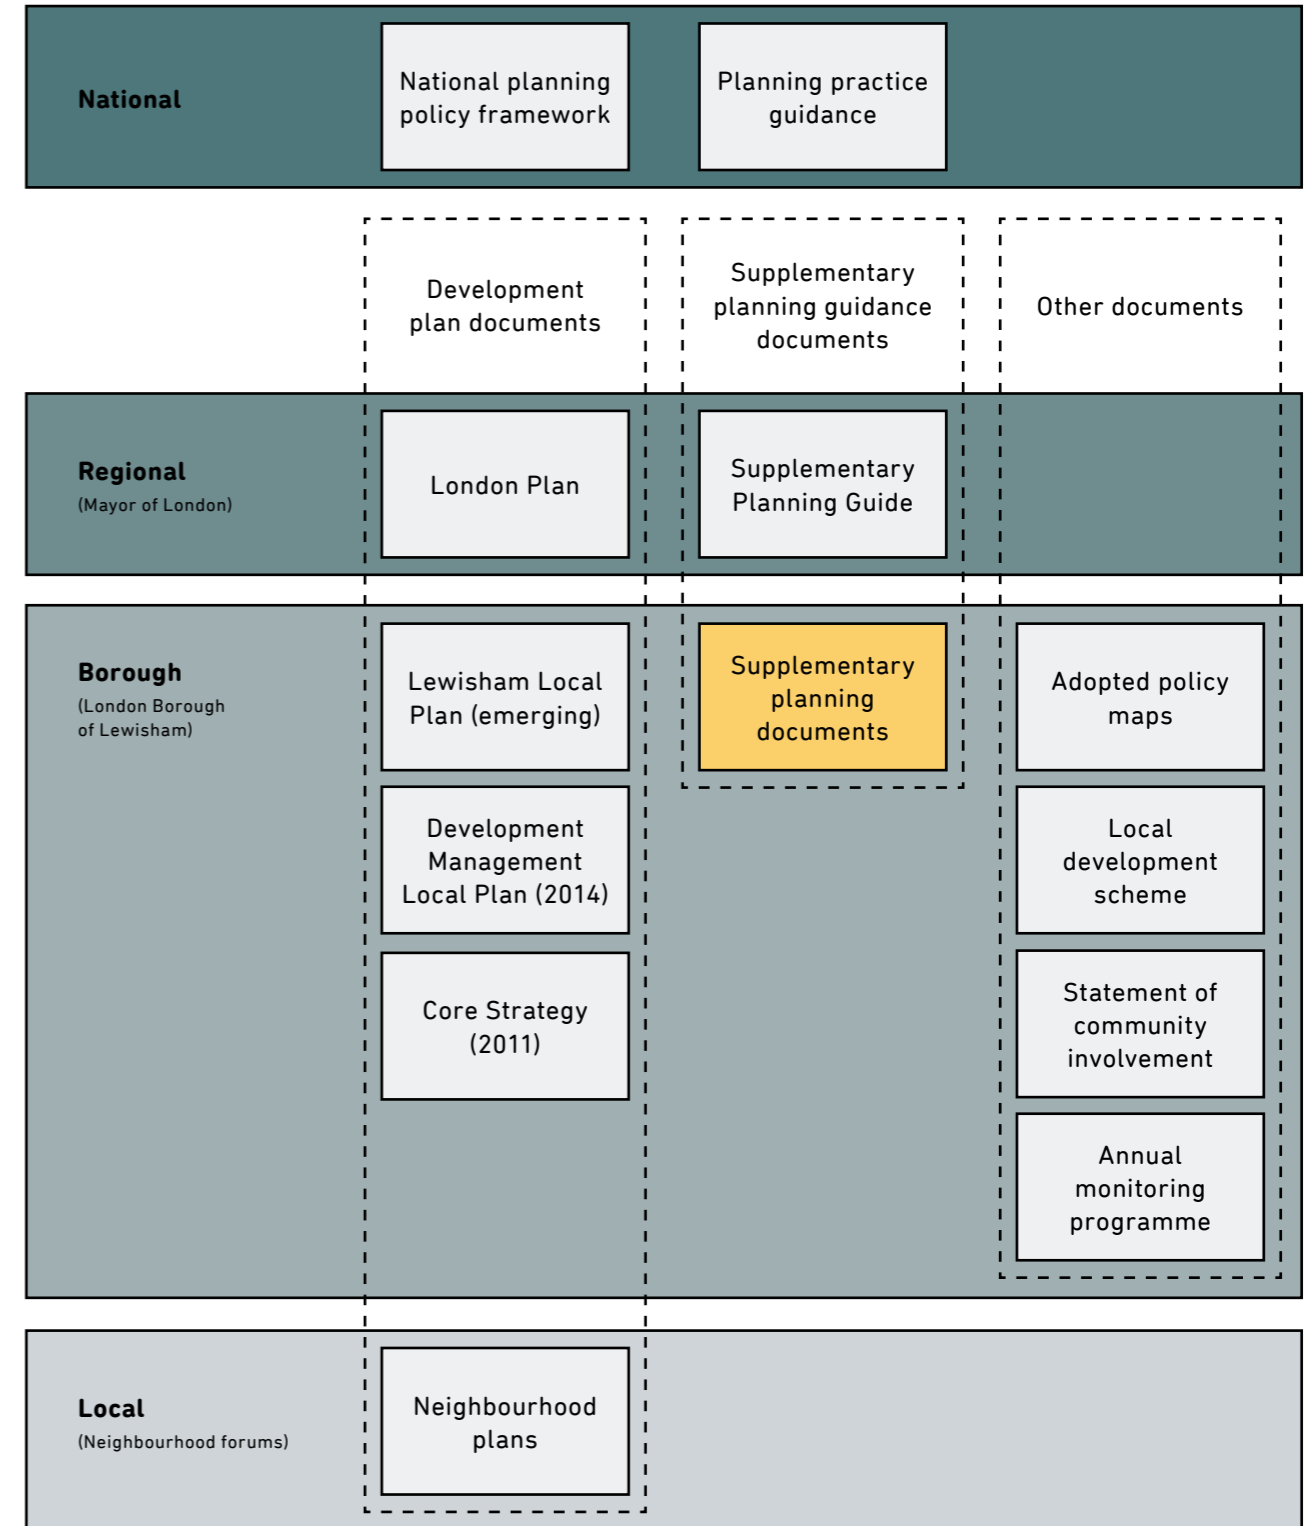 National
National planning
policy framework
Planning practice
guidance
Development
plan documents
Supplementary
planning guidance
documents
Other documents
Regional
(Mayor of London)
London Plan
Supplementary
Planning Guide
Borough
(London Borough
of Lewisham)
Lewisham Local
Plan (emerging)
Supplementary
planning
documents
Adopted policy
maps
Development
Management
Local Plan (2014)
Local
development
scheme
Core Strategy
(2011)
Statement of
community
involvement
Annual
monitoring
programme
Local
(Neighbourhood forums)
Neighbourhood
plans